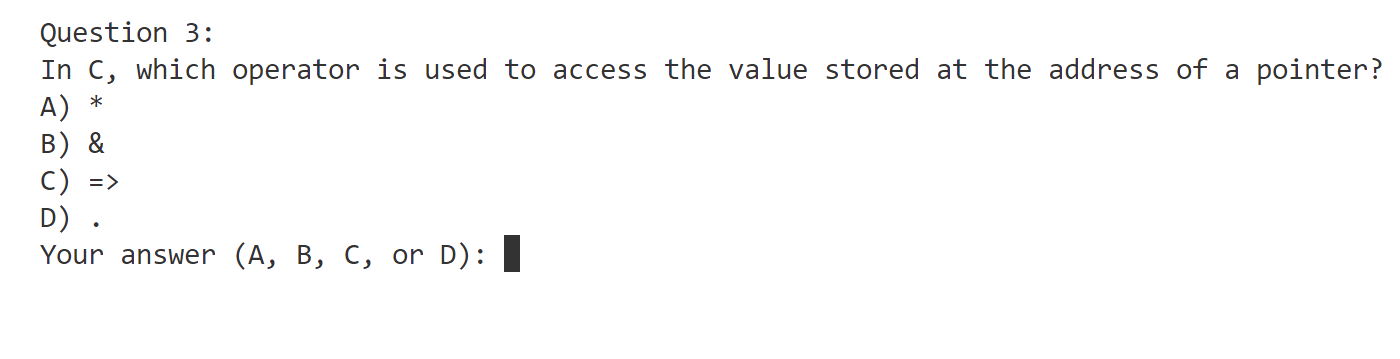 Question 3:
In C, which operator is used to access the value stored at the address of a pointer?
A) *
B) &
C) =>
D) .
Your answer (A, B, C, or D):